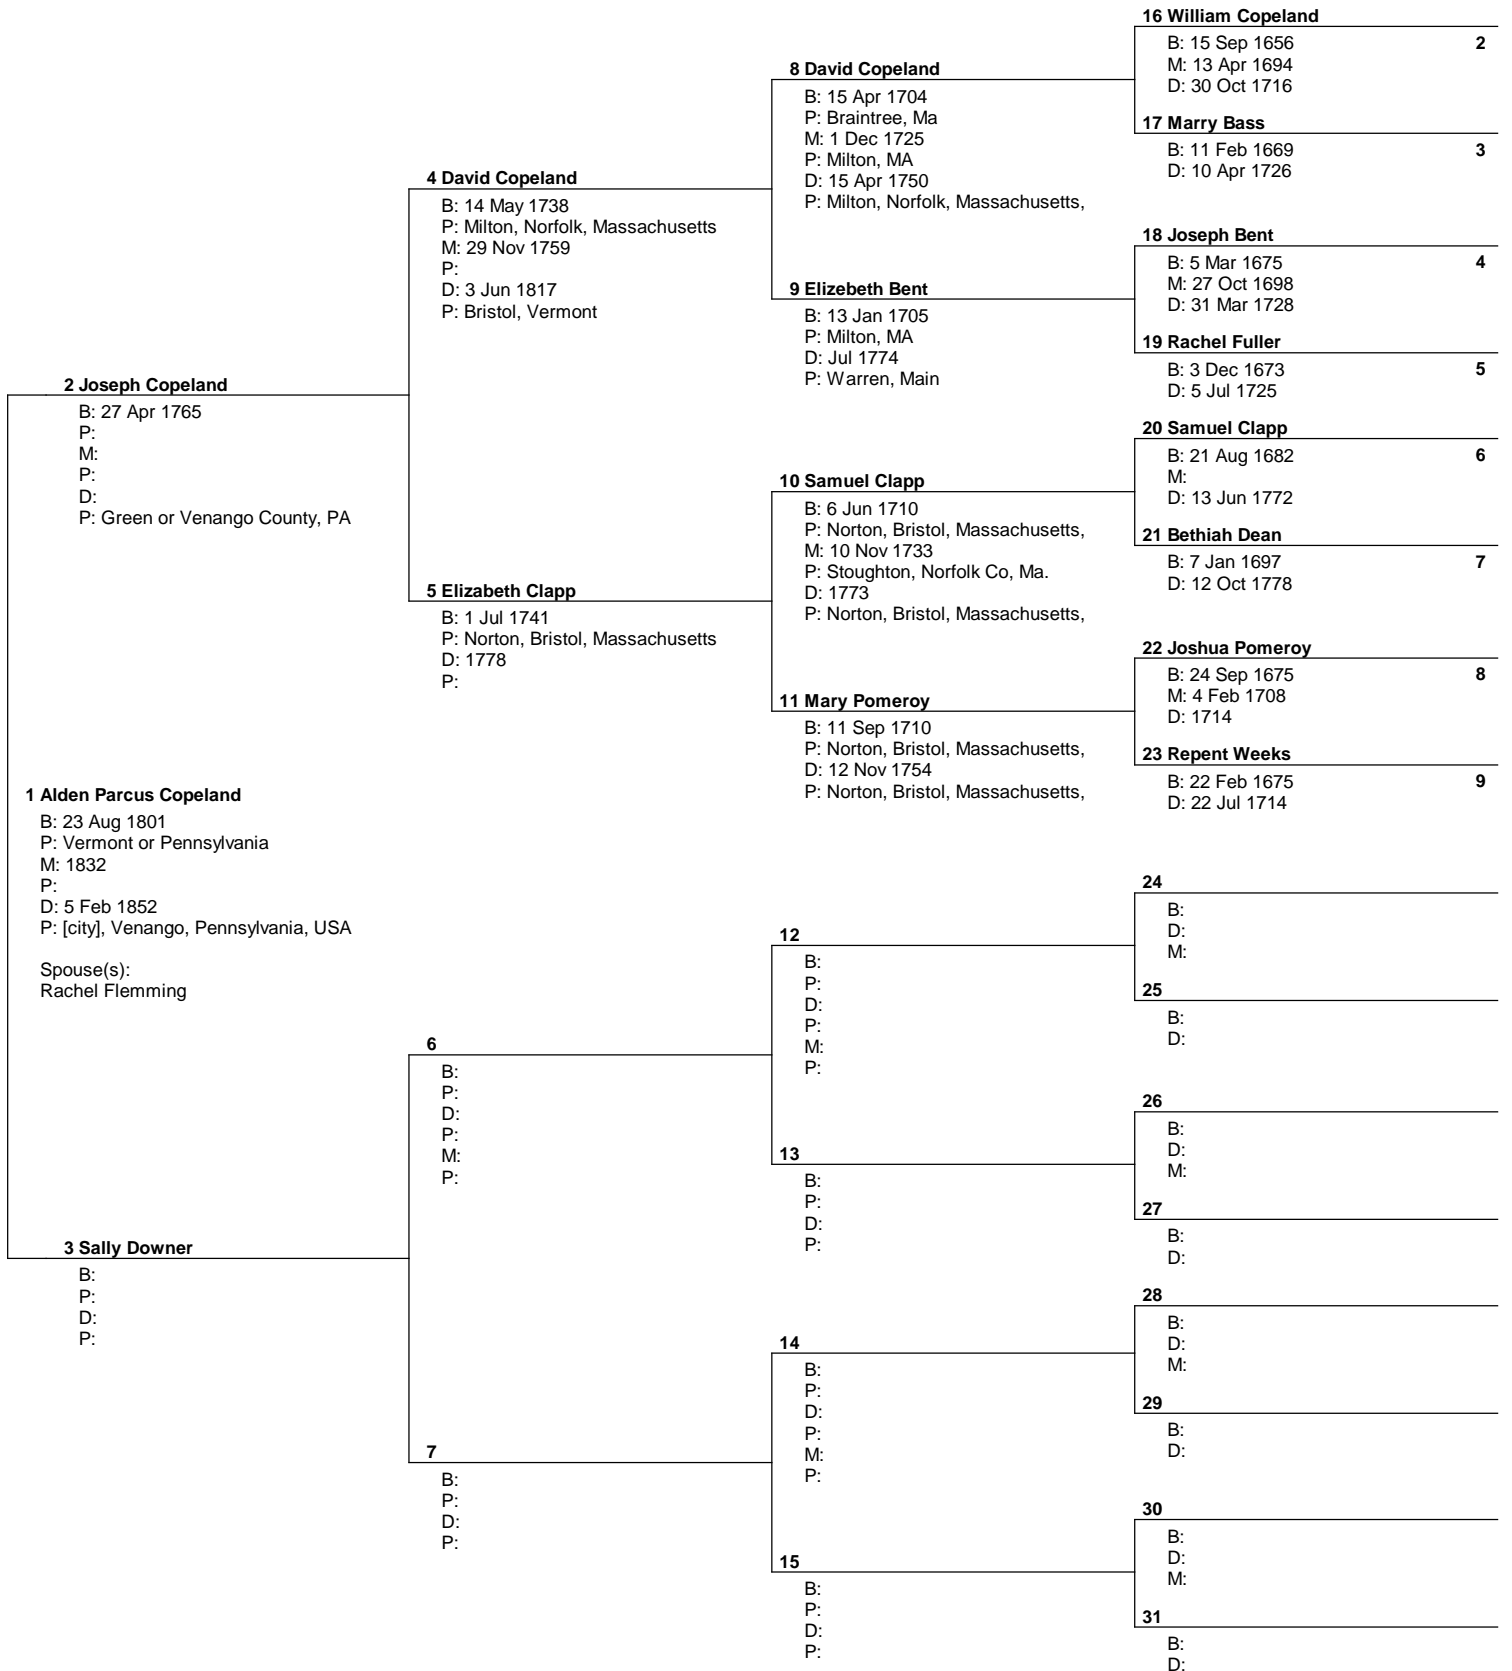 16 William Copeland
B: 15 Sep 1656
2
M: 13 Apr 1694
D: 30 Oct 1716
8 David Copeland
B: 15 Apr 1704
P: Braintree, Ma
M: 1 Dec 1725
P: Milton, MA
D: 15 Apr 1750
P: Milton, Norfolk, Massachusetts,
17 Marry Bass
B: 11 Feb 1669
3
D: 10 Apr 1726
4 David Copeland
B: 14 May 1738
P: Milton, Norfolk, Massachusetts
M: 29 Nov 1759
P:
D: 3 Jun 1817
P: Bristol, Vermont
18 Joseph Bent
B: 5 Mar 1675
4
M: 27 Oct 1698
D: 31 Mar 1728
9 Elizebeth Bent
B: 13 Jan 1705
P: Milton, MA
D: Jul 1774
P: Warren, Main
19 Rachel Fuller
B: 3 Dec 1673
5
D: 5 Jul 1725
2 Joseph Copeland
B: 27 Apr 1765
P:
M:
P:
D:
P: Green or Venango County, PA
20 Samuel Clapp
B: 21 Aug 1682
6
M:
D: 13 Jun 1772
10 Samuel Clapp
B: 6 Jun 1710
P: Norton, Bristol, Massachusetts,
M: 10 Nov 1733
P: Stoughton, Norfolk Co, Ma.
D: 1773
P: Norton, Bristol, Massachusetts,
21 Bethiah Dean
B: 7 Jan 1697
7
D: 12 Oct 1778
5 Elizabeth Clapp
B: 1 Jul 1741
P: Norton, Bristol, Massachusetts
D: 1778
P:
22 Joshua Pomeroy
B: 24 Sep 1675
8
M: 4 Feb 1708
D: 1714
11 Mary Pomeroy
B: 11 Sep 1710
P: Norton, Bristol, Massachusetts,
D: 12 Nov 1754
P: Norton, Bristol, Massachusetts,
23 Repent Weeks
B: 22 Feb 1675
9
D: 22 Jul 1714
1 Alden Parcus Copeland
B: 23 Aug 1801
P: Vermont or Pennsylvania
M: 1832
P:
D: 5 Feb 1852
P: [city], Venango, Pennsylvania, USA
Spouse(s):
Rachel Flemming
24
B:
D:
M:
12
B:
P:
D:
P:
M:
P:
25
B:
D:
6
B:
P:
D:
P:
M:
P:
26
B:
D:
M:
13
B:
P:
D:
P:
27
B:
D:
3 Sally Downer
B:
P:
D:
P:
28
B:
D:
M:
14
B:
P:
D:
P:
M:
P:
29
B:
D:
7
B:
P:
D:
P:
30
B:
D:
M:
15
B:
P:
D:
P:
31
B:
D: